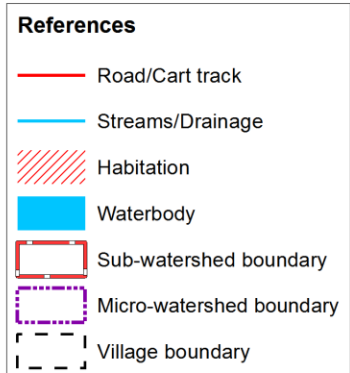 References
Road/Cart track
Streams/Drainage
Habitation
Waterbody
Sub-watershed boundary
Micro-watershed boundary
Village boundary